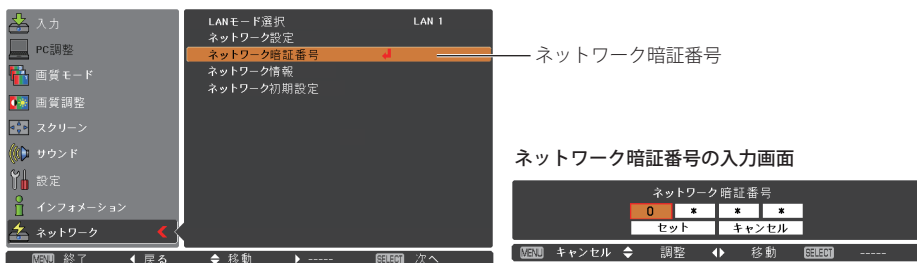 入力
PC調整
画質モード
画質調整
スクリーン
サウンド
設定
インフォメーション
ネットワーク
LANモード選択 LAN 1
ネットワーク設定
ネットワーク暗証番号
ネットワーク情報
ネットワーク初期設定
MENU 終了 戻る 移動 ----- SELECT 次へ
ネットワーク暗証番号
ネットワーク暗証番号の入力画面
ネットワーク暗証番号
0 * * *
セット キャンセル
MENU キャンセル 調整 移動 SELECT -----